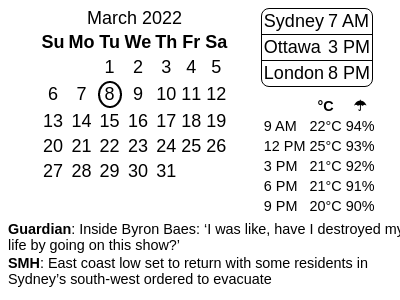 March 2022
Su Mo Tu We Th Fr Sa
1 2 3 4 5
6 7 8 9 10 11 12
13 14 15 16 17 18 19
20 21 22 23 24 25 26
27 28 29 30 31
Sydney 7 AM
Ottawa 3 PM
London 8 PM
°C ☂
9 AM 22°C 94%
12 PM 25°C 93%
3 PM 21°C 92%
6 PM 21°C 91%
9 PM 20°C 90%
Guardian: Inside Byron Baes: ‘I was like, have I destroyed my
life by going on this show?’
SMH: East coast low set to return with some residents in
Sydney’s south-west ordered to evacuate